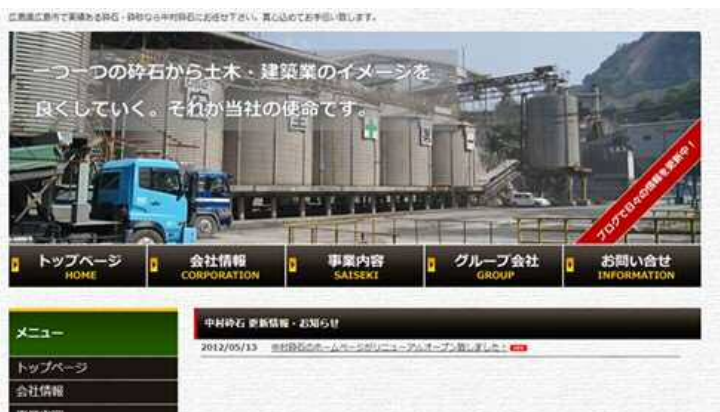 広島県広島市で実績ある砕石・砕砂なら中村砕石にお任せ下さい。真心込めてお手伝い致します。
一つ一つの砕石から土木・建築業のイメージを
良くしていく。それが当社の使命です。
ブログで日々の情報を更新中！
トップページ 会社情報 事業内容 グループ会社 お問い合せ
HOME CORPORATION SAISEKI GROUP INFORMATION
メニュー
中村砕石 更新情報・お知らせ
2012/05/13 中村砕石のホームページがリニューアルオープン致しました！
トップページ
会社情報